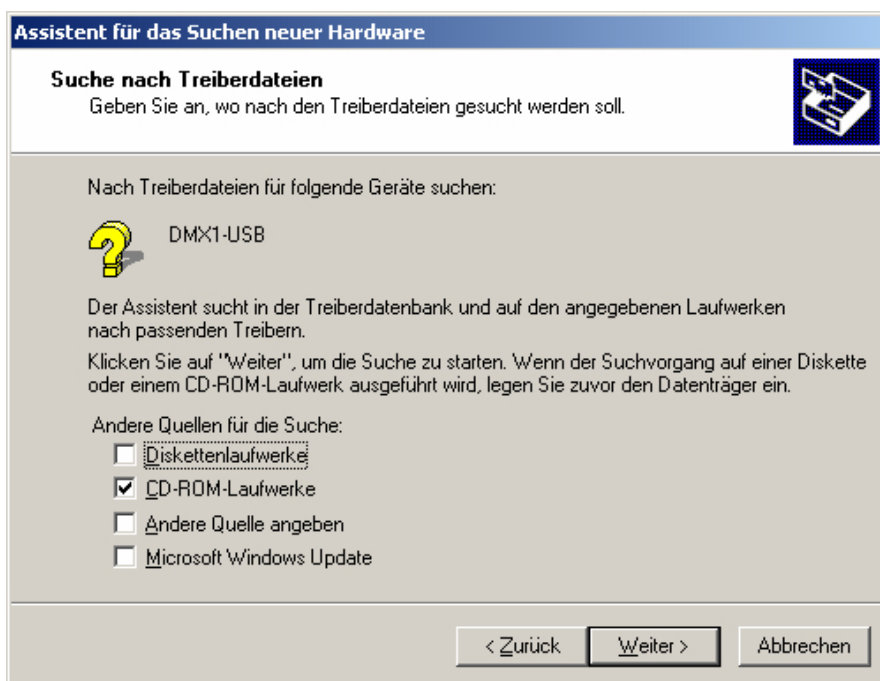 Assistent für das Suchen neuer Hardware
Suche nach Treiberdateien
Geben Sie an, wo nach den Treiberdateien gesucht werden soll.
Nach Treiberdateien für folgende Geräte suchen:
DMX1-USB
Der Assistent sucht in der Treiberdatenbank und auf den angegebenen Laufwerken
nach passenden Treibern.
Klicken Sie auf "Weiter", um die Suche zu starten. Wenn der Suchvorgang auf einer Diskette
oder einem CD-ROM-Laufwerk ausgeführt wird, legen Sie zuvor den Datenträger ein.
Andere Quellen für die Suche:
Diskettenlaufwerke
CD-ROM-Laufwerke
Andere Quelle angeben
Microsoft Windows Update
< Zurück Weiter > Abbrechen